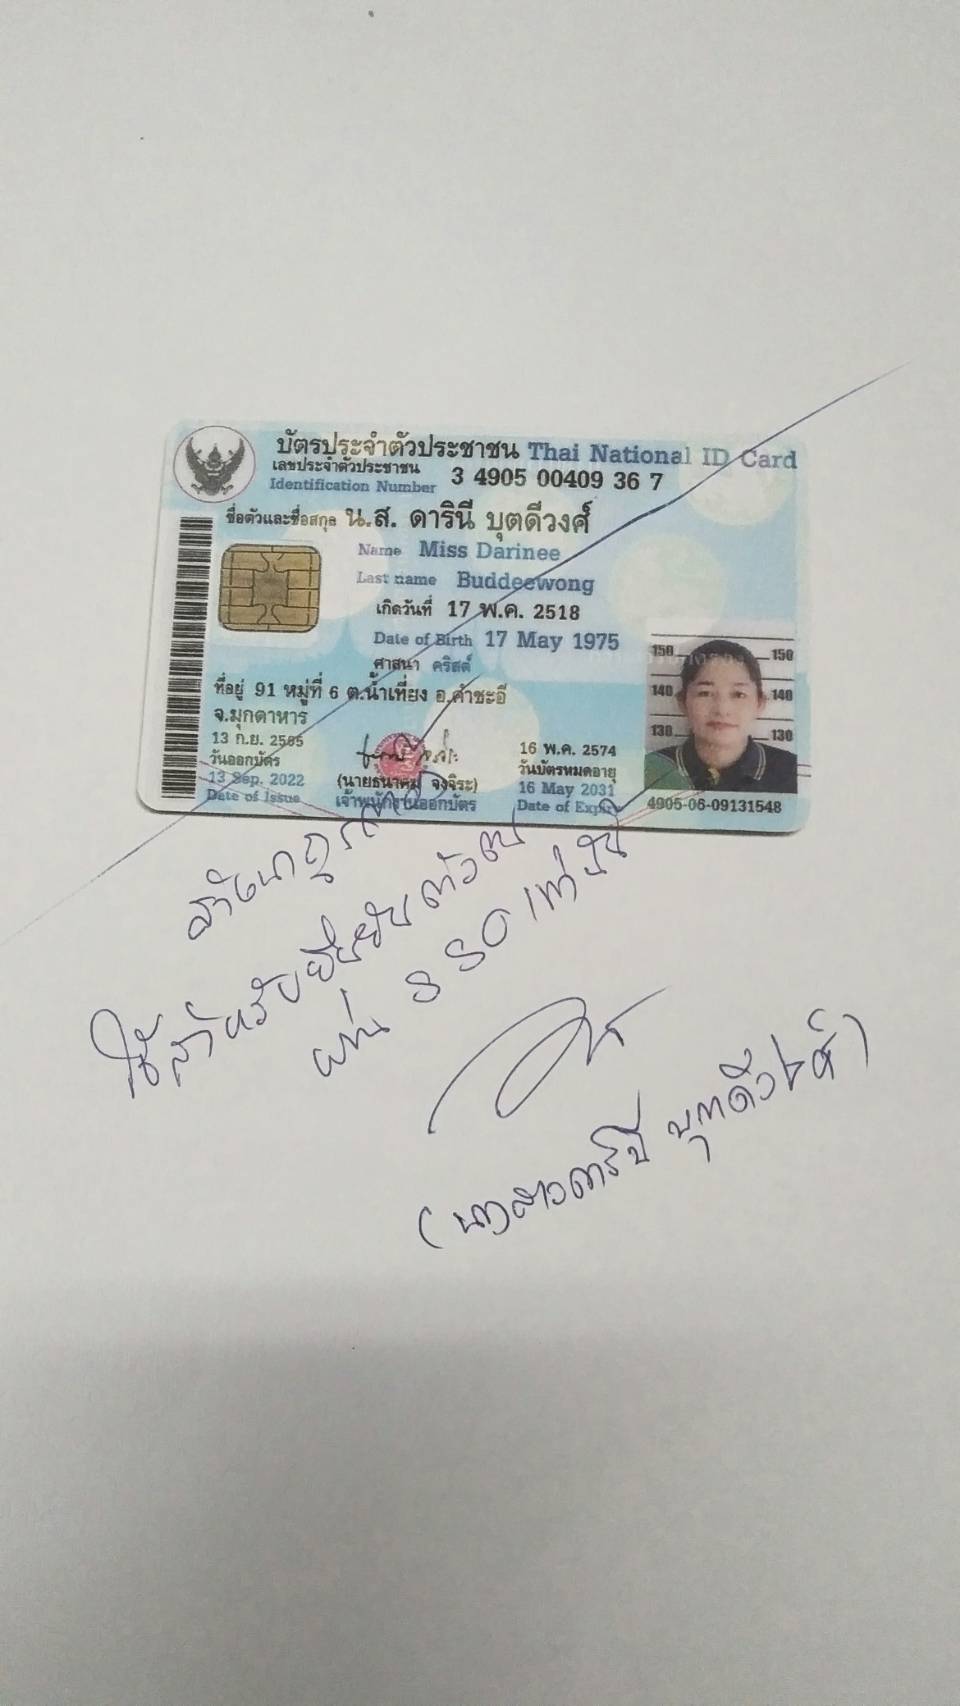 บัตรประจำตัวประชาชน Thai National ID Card
เลขประจำตัวประชาชน
Identification Number 3 4905 00409 36 7
ชื่อตัวและชื่อสกุล น.ส. ดารินี บุตดีวงศ์
Name Miss Darinee
Last name Buddeewong
เกิดวันที่ 17 พ.ค. 2518
Date of Birth 17 May 1975
ศาสนา คริสต์
ที่อยู่ 91 หมู่ที่ 6 ต.น้ำเที่ยง อ.คำชะอี
จ.มุกดาหาร
13 ก.ย. 2565
วันออกบัตร
13 Sep. 2022
Date of Issue
(นายธนาคม จงจิระ)
เจ้าพนักงานออกบัตร
16 พ.ค. 2574
วันบัตรหมดอายุ
16 May 2031
Date of Expiry
150 150
140 140
130 130
4905-06-09131548
สำเนาถูกต้อง
ใช้สำหรับยืนยันตัวตน
ผ่าน SSO เท่านั้น
(นางสาวดารินี บุตดีวงศ์)